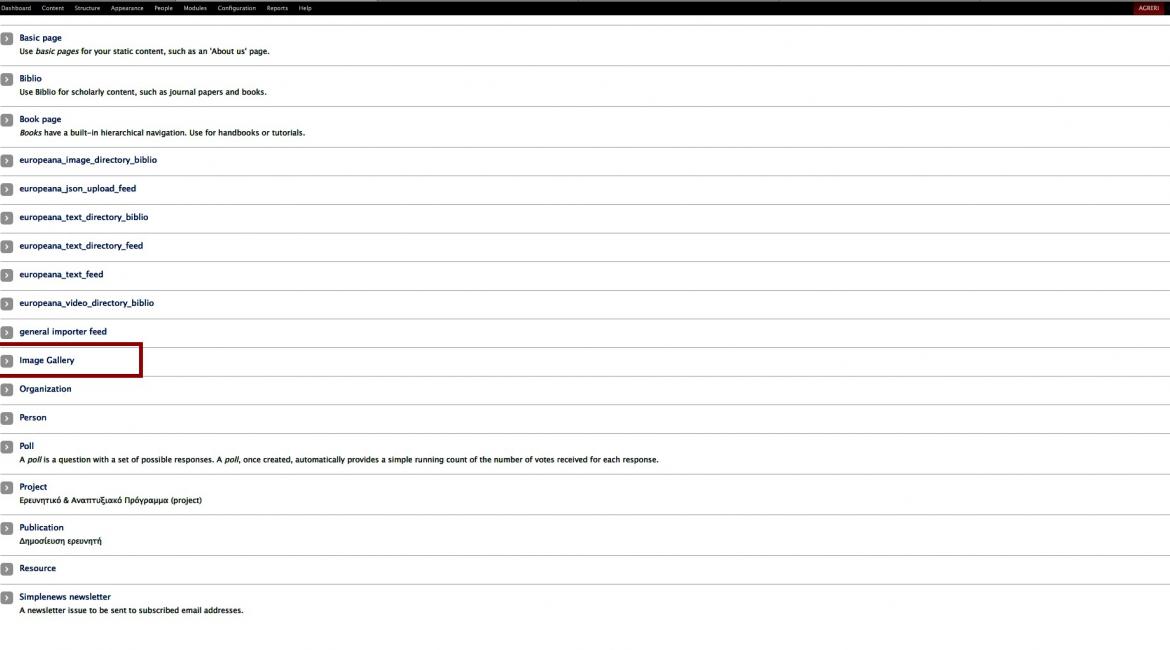 Dashboard Content Structure Appearance People Modules Configuration Reports Help AGRERI
Basic page
Use basic pages for your static content, such as an 'About us' page.
Biblio
Use Biblio for scholarly content, such as journal papers and books.
Book page
Books have a built-in hierarchical navigation. Use for handbooks or tutorials.
europeana_image_directory_biblio
europeana_json_upload_feed
europeana_text_directory_biblio
europeana_text_directory_feed
europeana_text_feed
europeana_video_directory_biblio
general importer feed
Image Gallery
Organization
Person
Poll
A poll is a question with a set of possible responses. A poll, once created, automatically provides a simple running count of the number of votes received for each response.
Project
Ερευνητικό & Αναπτυξιακό Πρόγραμμα (project)
Publication
Δημοσίευση ερευνητή
Resource
Simplenews newsletter
A newsletter issue to be sent to subscribed email addresses.